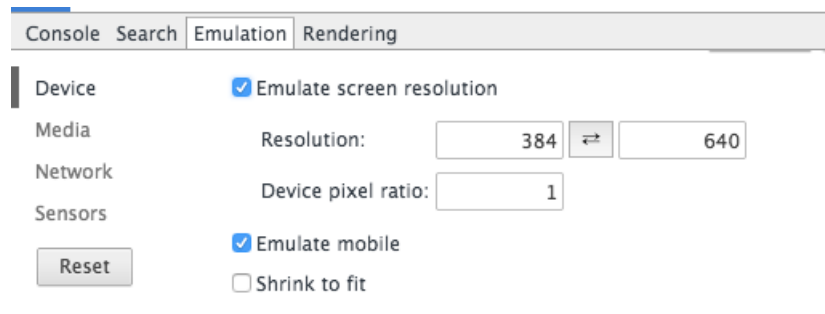 Console Search Emulation Rendering
Device
Media
Network
Sensors
Reset
Emulate screen resolution
Resolution: 384 ⇄ 640
Device pixel ratio: 1
Emulate mobile
Shrink to fit